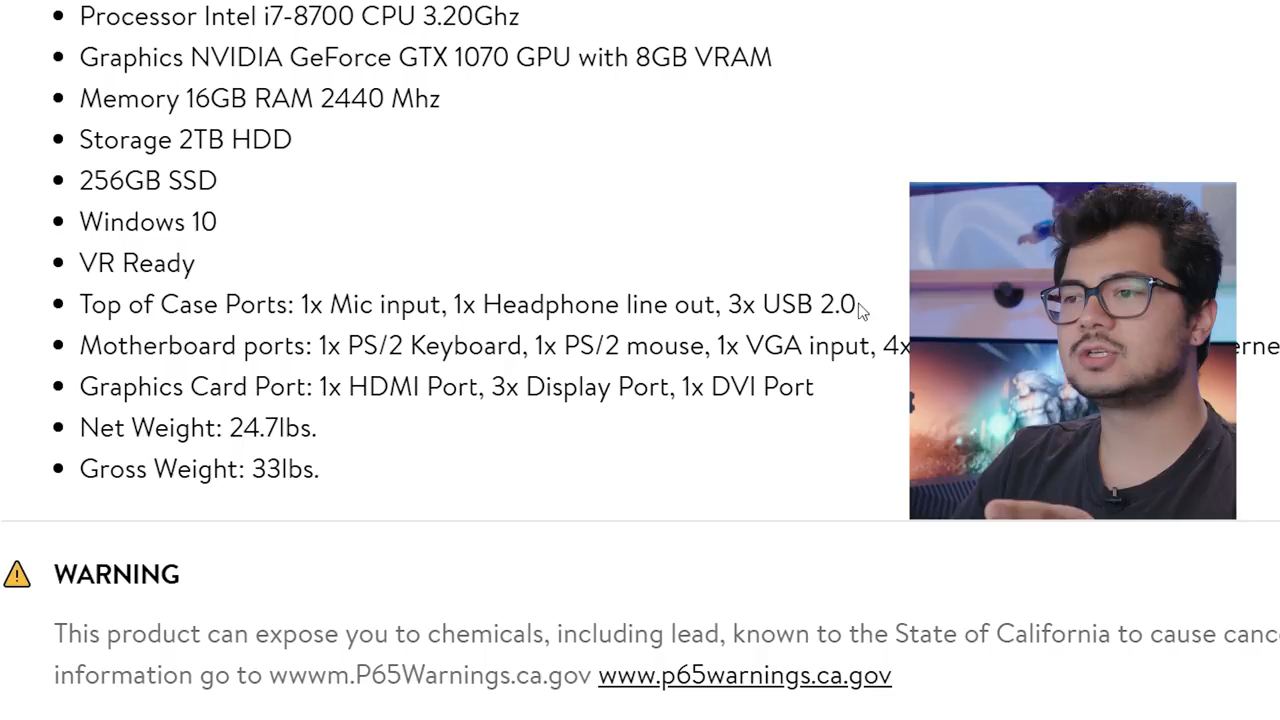 Processor Intel i7-8700 CPU 3.20Ghz
Graphics NVIDIA GeForce GTX 1070 GPU with 8GB VRAM
Memory 16GB RAM 2440 Mhz
Storage 2TB HDD
256GB SSD
Windows 10
VR Ready
Top of Case Ports: 1x Mic input, 1x Headphone line out, 3x USB 2.0
Motherboard ports: 1x PS/2 Keyboard, 1x PS/2 mouse, 1x VGA input, 4x
Graphics Card Port: 1x HDMI Port, 3x Display Port, 1x DVI Port
Net Weight: 24.7lbs.
Gross Weight: 33lbs.
WARNING
This product can expose you to chemicals, including lead, known to the State of California to cause
information go to wwwm.P65Warnings.ca.gov www.p65warnings.ca.gov